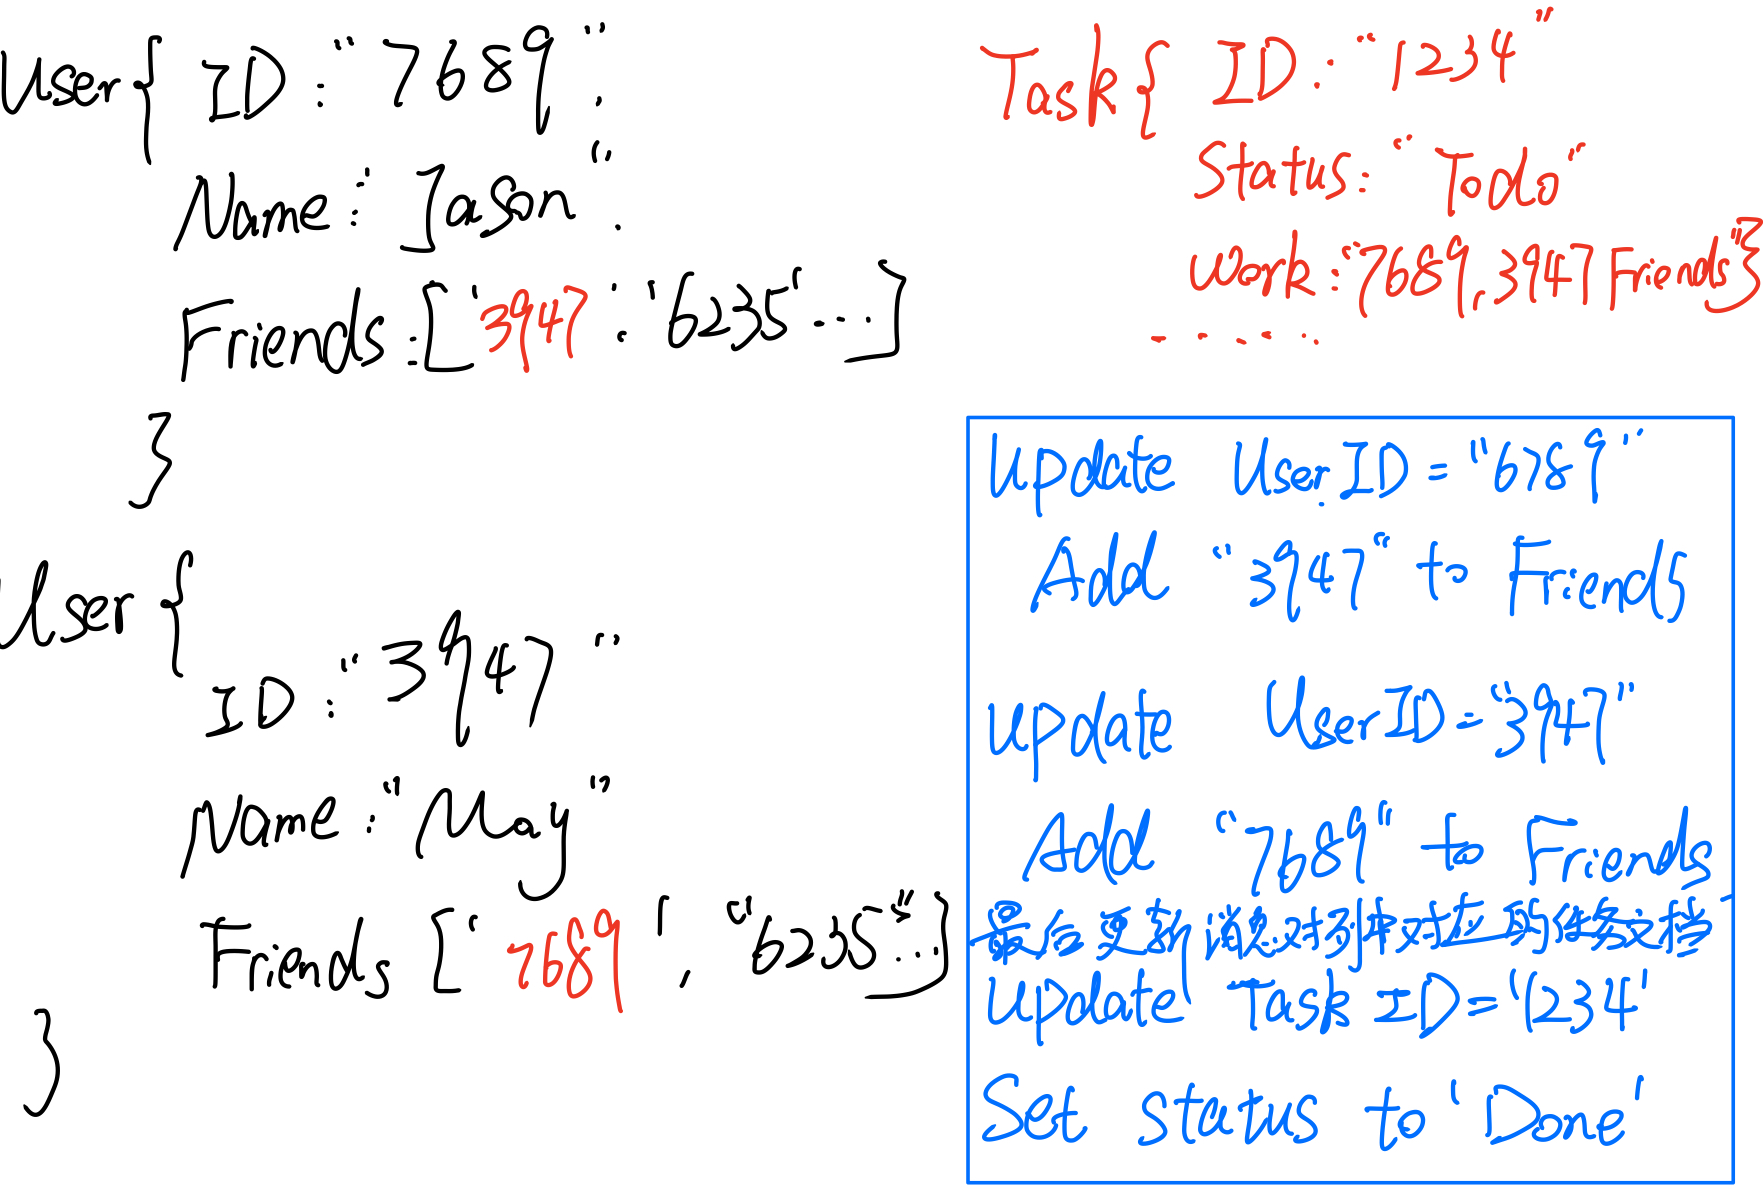 User{ ID: "7689",
Name: "Jason",
Friends: ['3947', '6235'...]
}
User {
ID: "3947"
Name: "May"
Friends ['7689', "6235"...]
}
Task{ ID: "1234"
Status: "Todo"
Work: "7689, 3947 Friends"}
.....
Update User.ID = "6789"
Add "3947" to Friends
Update UserID = "3947"
Add "7689" to Friends
最后更新消息对列中对应的任务文档
Update Task ID = '1234'
Set status to 'Done'